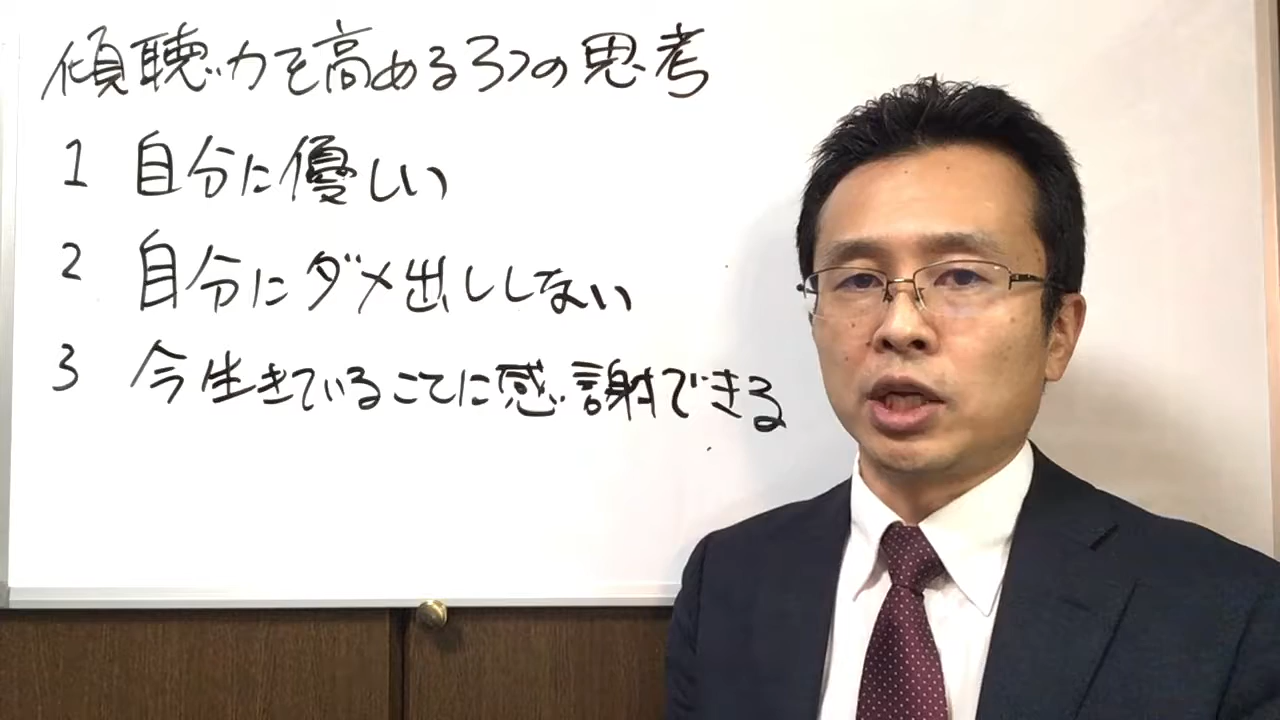 傾聴力を高める3つの思考
1 自分に優しい
2 自分にダメ出ししない
3 今生きていることに感謝できる